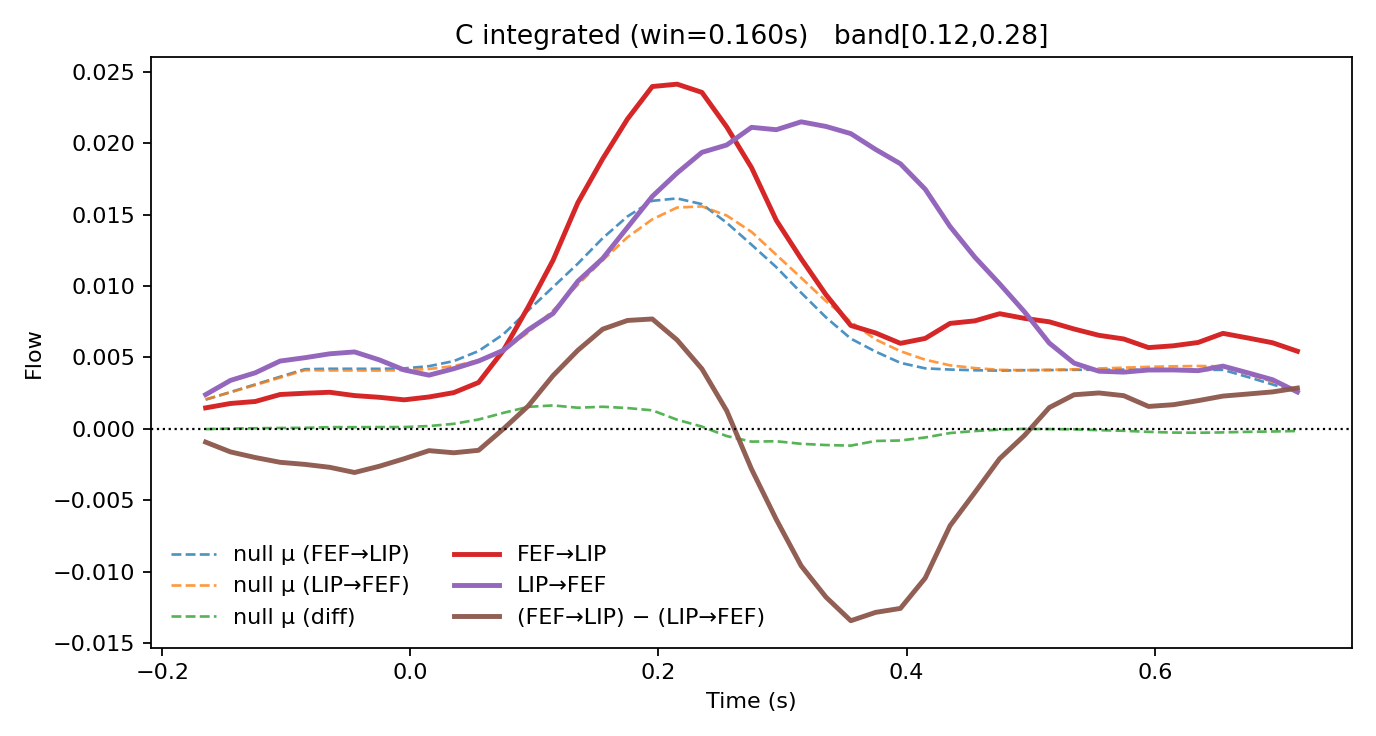 C integrated (win=0.160s)   band[0.12,0.28]
0.025
0.020
0.015
0.010
0.005
0.000
−0.005
−0.010
−0.015
Flow
null μ (FEF→LIP)
null μ (LIP→FEF)
null μ (diff)
FEF→LIP
LIP→FEF
(FEF→LIP) − (LIP→FEF)
−0.2 0.0 0.2 0.4 0.6
Time (s)